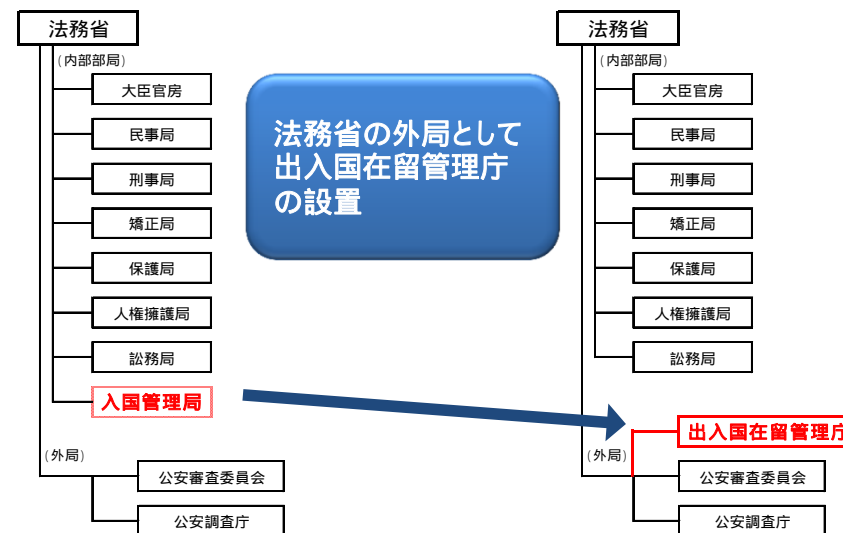 法務省
(内部部局)
大臣官房
民事局
刑事局
矯正局
保護局
人権擁護局
訟務局
入国管理局
(外局)
公安審査委員会
公安調査庁
法務省の外局として
出入国在留管理庁
の設置
法務省
(内部部局)
大臣官房
民事局
刑事局
矯正局
保護局
人権擁護局
訟務局
出入国在留管理庁
(外局)
公安審査委員会
公安調査庁